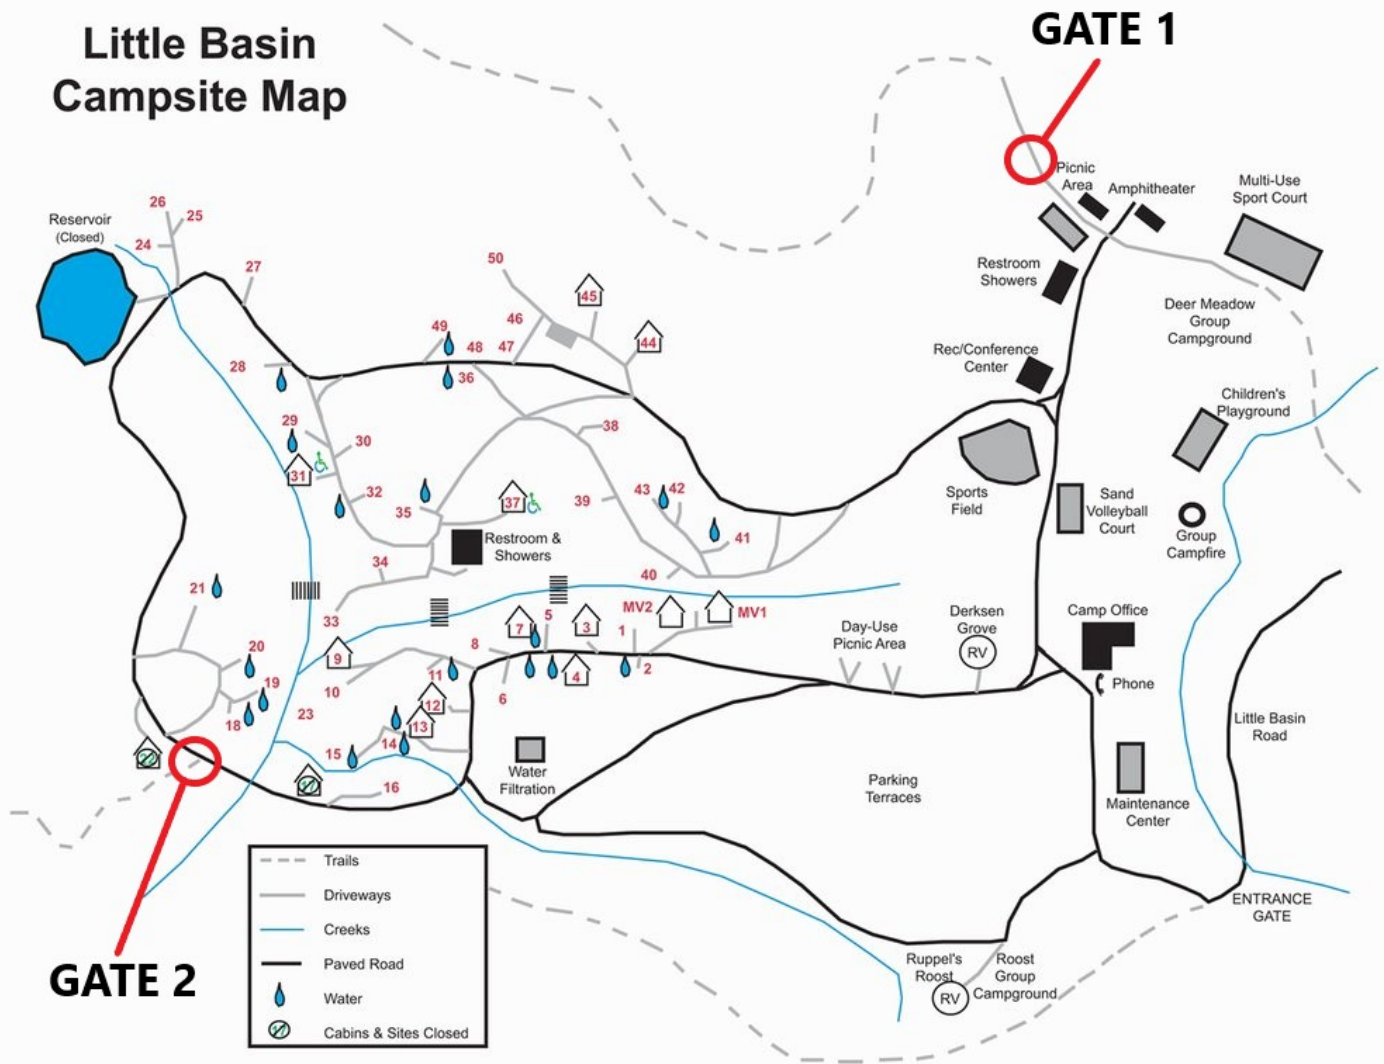 Little Basin
Campsite Map
GATE 1
Picnic
Area
Amphitheater
Multi-Use
Sport Court
Reservoir
(Closed)
26
25
24
27
50
45
Restroom
Showers
Deer Meadow
Group
Campground
46
49
48
47
44
28
36
Rec/Conference
Center
Children's
Playground
29
30
38
31
32
35
37
39
43
42
41
Sports
Field
Sand
Volleyball
Court
Group
Campfire
Restroom &
Showers
34
40
21
33
MV2
MV1
5
7
3
1
8
Day-Use
Picnic Area
Derksen
Grove
RV
Camp Office
20
9
11
4
2
10
6
19
18
12
23
13
Phone
Little Basin
Road
15
14
16
Water
Filtration
Parking
Terraces
Maintenance
Center
Trails
Driveways
Creeks
Paved Road
Water
Cabins & Sites Closed
ENTRANCE
GATE
GATE 2
Ruppel's
Roost
RV
Roost
Group
Campground